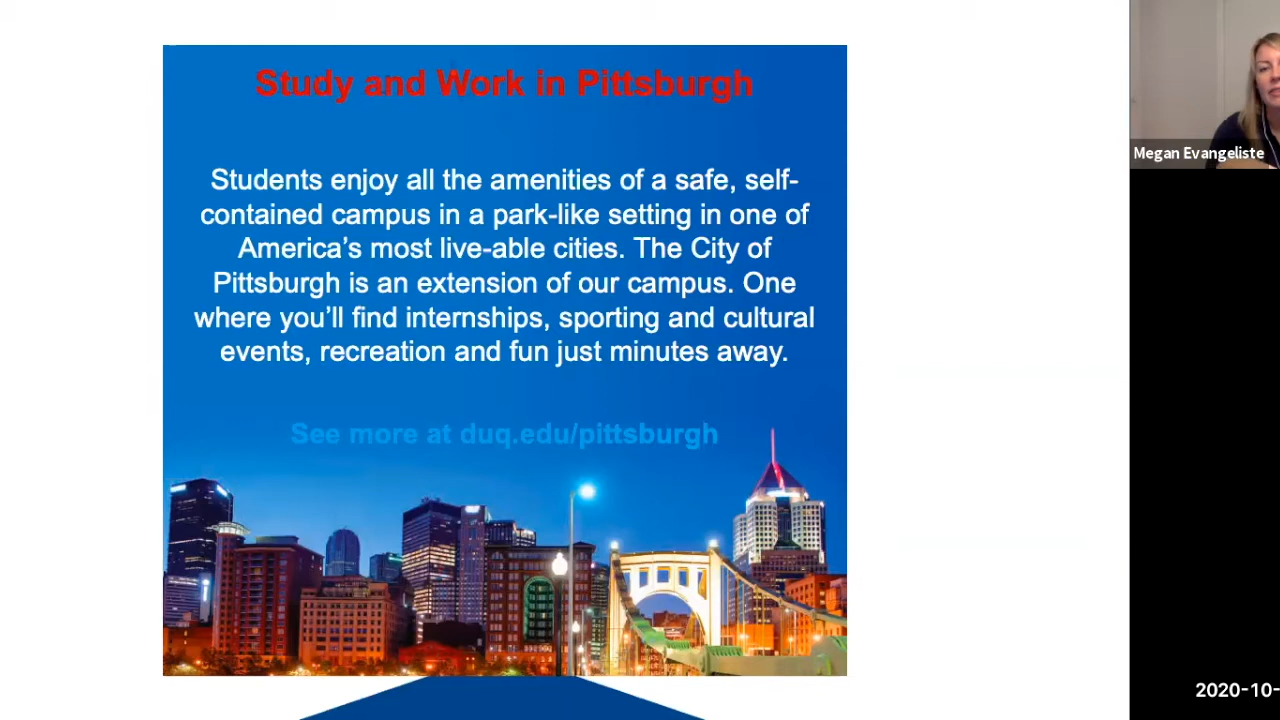 Study and Work in Pittsburgh
Students enjoy all the amenities of a safe, self-
contained campus in a park-like setting in one of
America’s most live-able cities. The City of
Pittsburgh is an extension of our campus. One
where you’ll find internships, sporting and cultural
events, recreation and fun just minutes away.
See more at duq.edu/pittsburgh
Megan Evangeliste
2020-10-